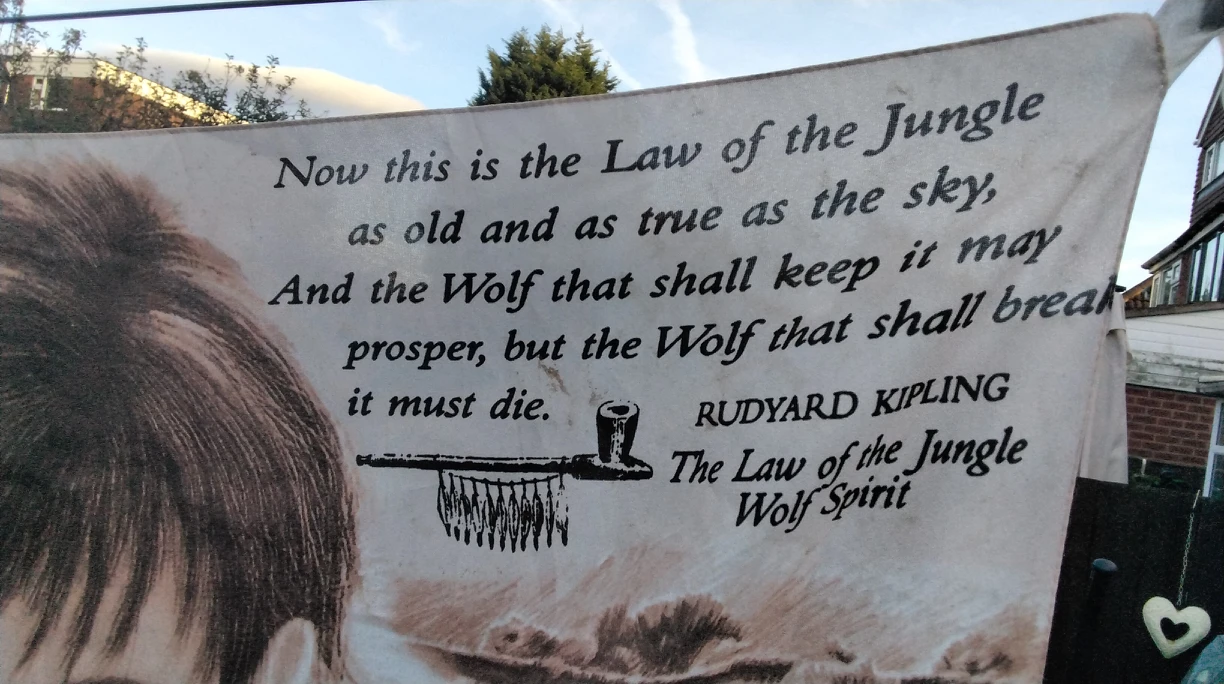 Now this is the Law of the Jungle
as old and as true as the sky,
And the Wolf that shall keep it may
prosper, but the Wolf that shall break
it must die.
RUDYARD KIPLING
The Law of the Jungle
Wolf Spirit